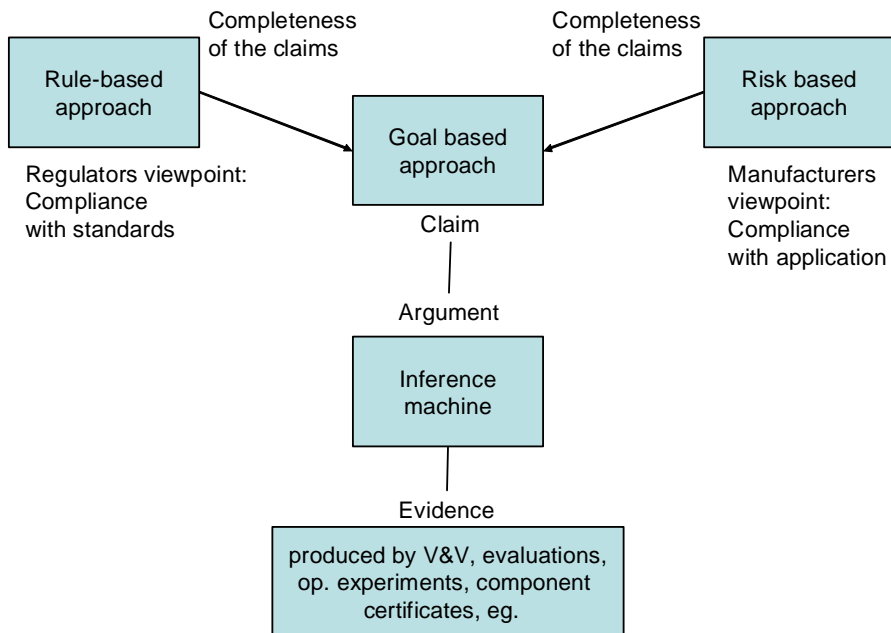 Completeness
of the claims
Completeness
of the claims
Rule-based
approach
Goal based
approach
Risk based
approach
Regulators viewpoint:
Compliance
with standards
Manufacturers
viewpoint:
Compliance
with application
Claim
Argument
Inference
machine
Evidence
produced by V&V, evaluations,
op. experiments, component
certificates, eg.